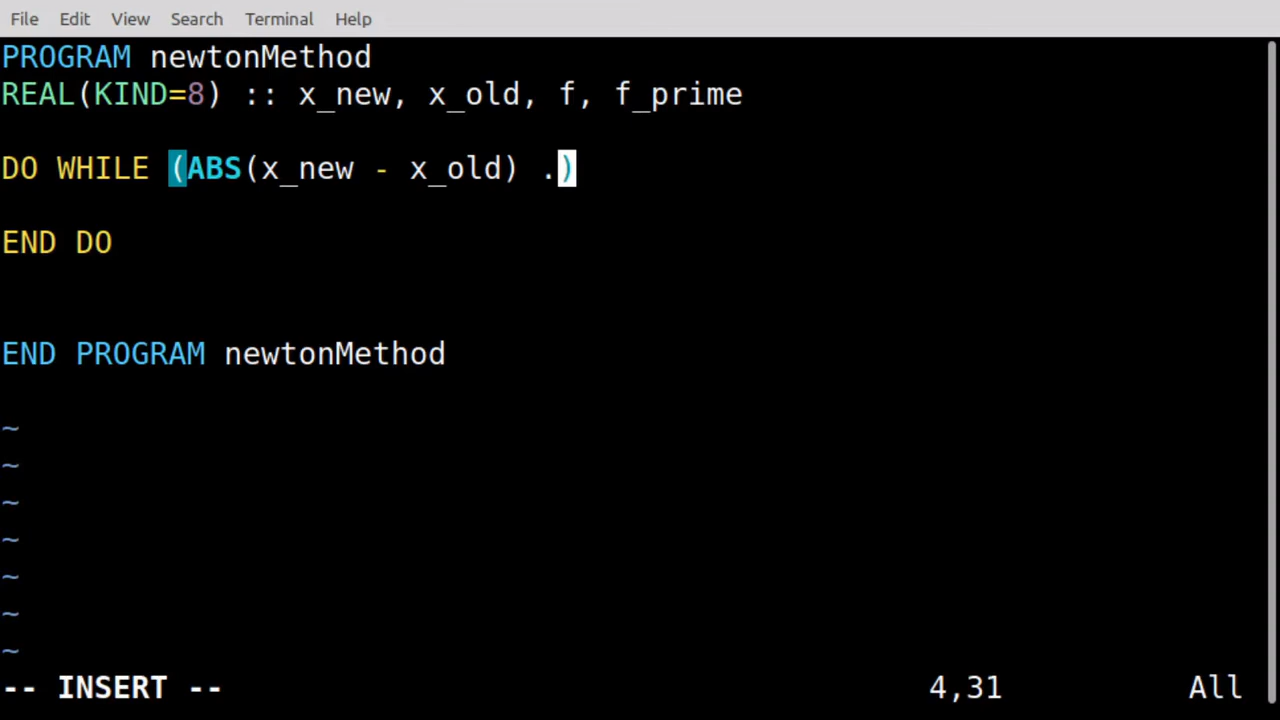 File Edit View Search Terminal Help
PROGRAM newtonMethod
REAL(KIND=8) :: x_new, x_old, f, f_prime
DO WHILE (ABS(x_new - x_old) .)
END DO
END PROGRAM newtonMethod
~
~
~
~
~
~
~
-- INSERT -- 4,31 All